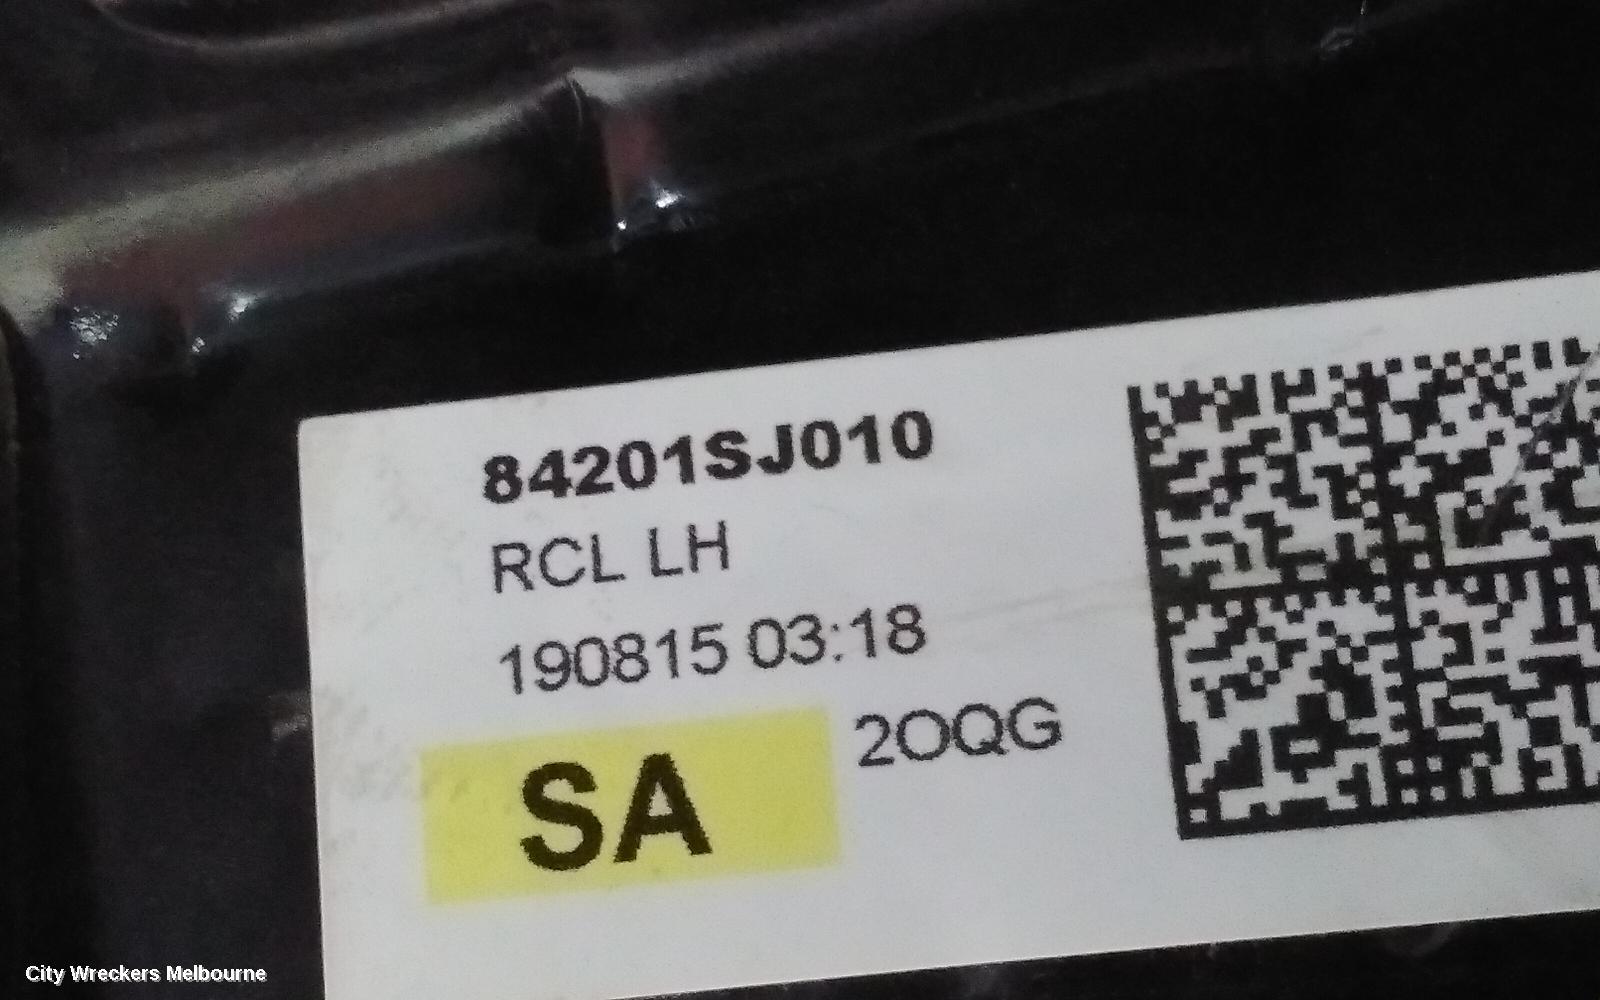 84201SJ010
RCL LH
190815 03:18
SA
2OQG
City Wreckers Melbourne